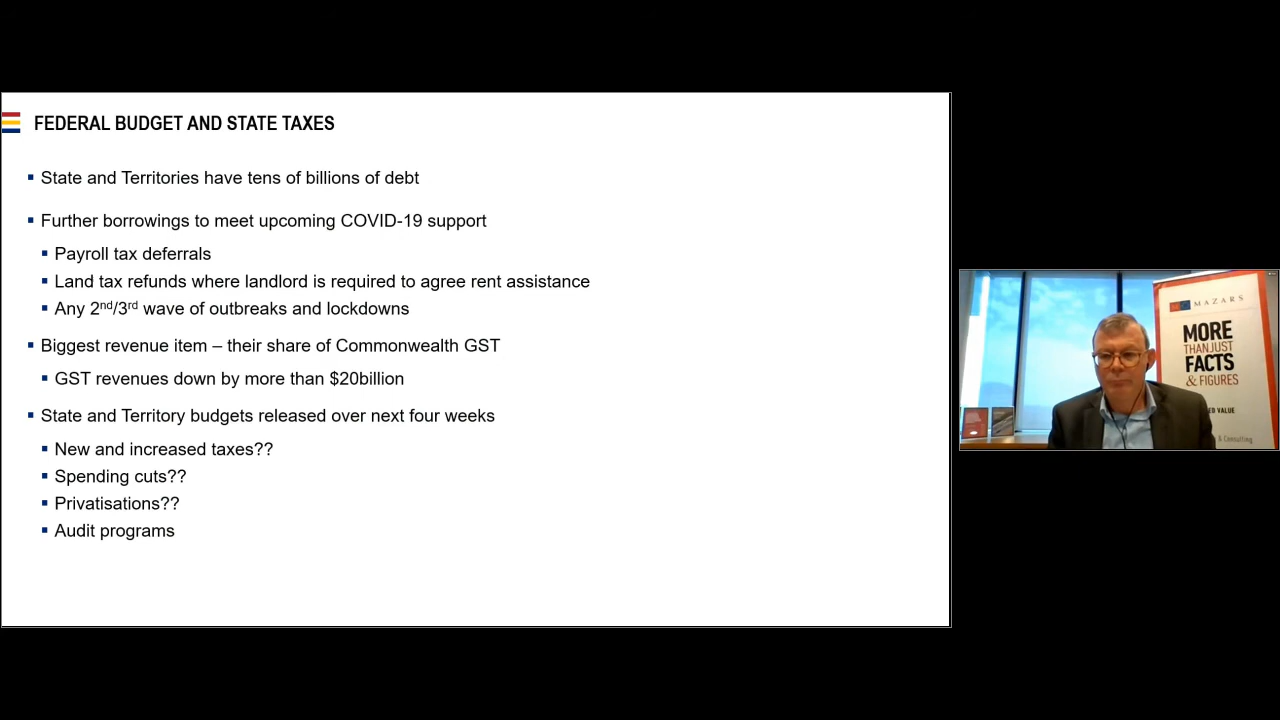 FEDERAL BUDGET AND STATE TAXES
State and Territories have tens of billions of debt
Further borrowings to meet upcoming COVID-19 support
Payroll tax deferrals
Land tax refunds where landlord is required to agree rent assistance
Any 2nd/3rd wave of outbreaks and lockdowns
Biggest revenue item – their share of Commonwealth GST
GST revenues down by more than $20billion
State and Territory budgets released over next four weeks
New and increased taxes??
Spending cuts??
Privatisations??
Audit programs
MAZARS
MORE
THAN JUST
FACTS
& FIGURES
VALUE
& Consulting